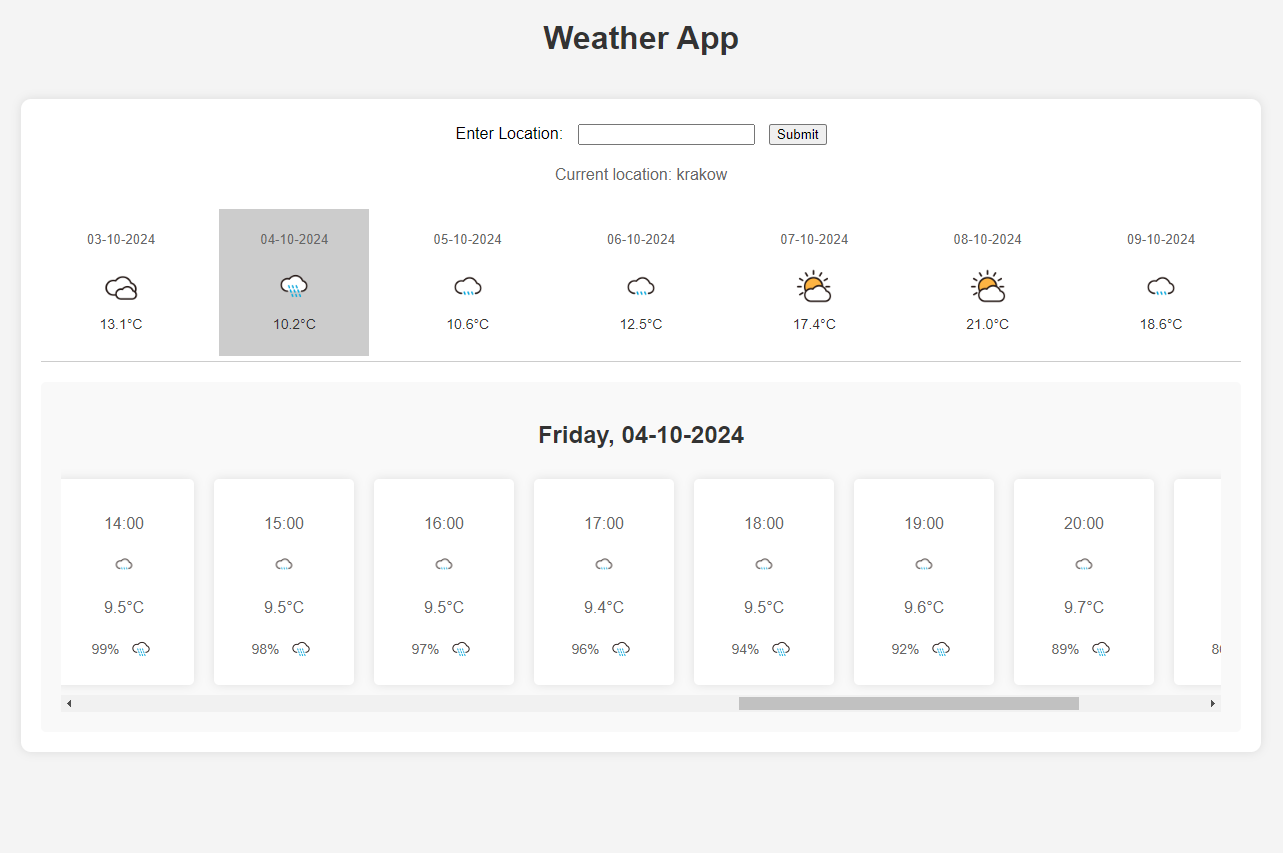 Weather App
Enter Location: Submit
Current location: krakow
03-10-2024 04-10-2024 05-10-2024 06-10-2024 07-10-2024 08-10-2024 09-10-2024
13.1°C 10.2°C 10.6°C 12.5°C 17.4°C 21.0°C 18.6°C
Friday, 04-10-2024
14:00 15:00 16:00 17:00 18:00 19:00 20:00
9.5°C 9.5°C 9.5°C 9.4°C 9.5°C 9.6°C 9.7°C
99% 98% 97% 96% 94% 92% 89%